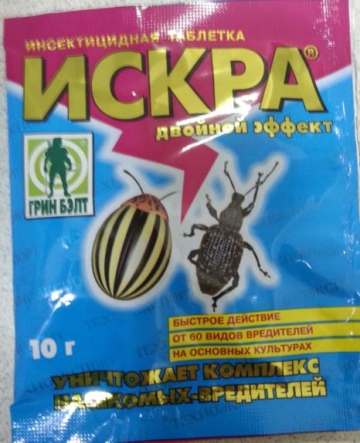 ИНСЕКТИЦИДНАЯ ТАБЛЕТКА
ИСКРА®
двойной эффект
ГРИН БЭЛТ
БЫСТРОЕ ДЕЙСТВИЕ
ОТ 60 ВИДОВ ВРЕДИТЕЛЕЙ
НА ОСНОВНЫХ КУЛЬТУРАХ
10 г
УНИЧТОЖАЕТ КОМПЛЕКС
НАСЕКОМЫХ-ВРЕДИТЕЛЕЙ